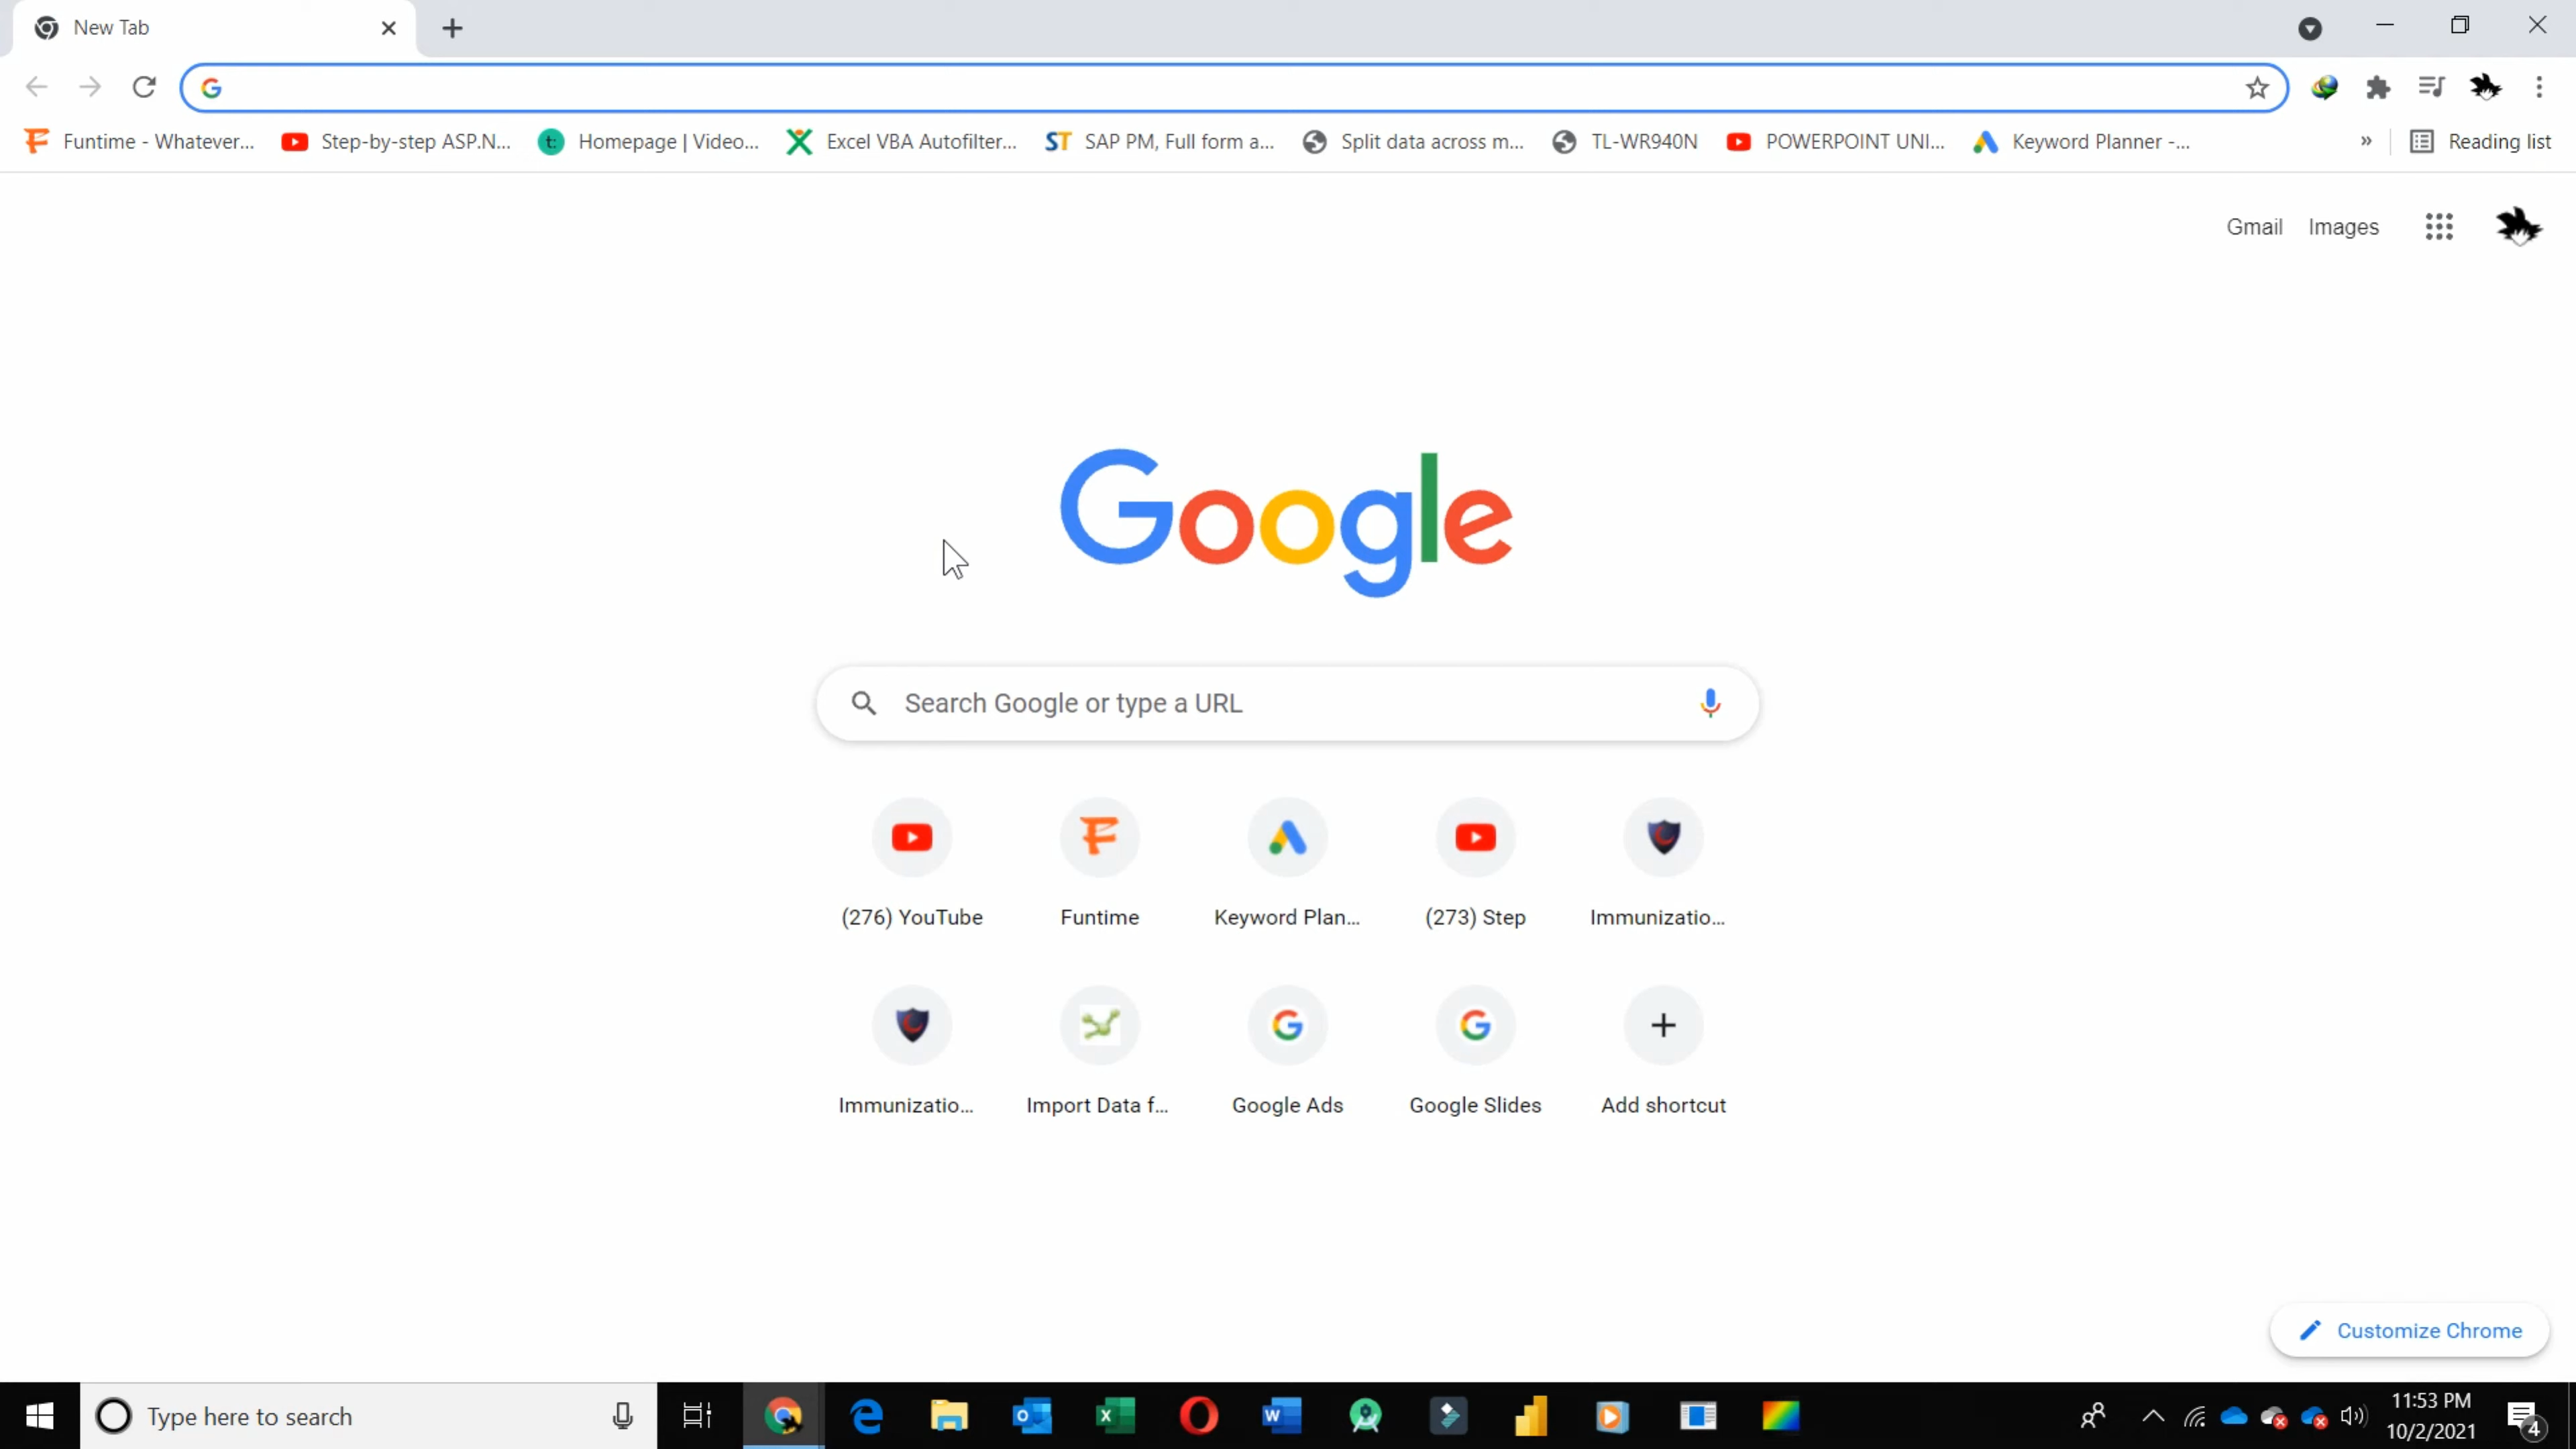 New Tab
Funtime - Whatever...
Step-by-step ASP.N...
Homepage | Video...
Excel VBA Autofilter...
SAP PM, Full form a...
Split data across m...
TL-WR940N
POWERPOINT UNI...
Keyword Planner -...
»
Reading list
Gmail
Images
Google
Search Google or type a URL
(276) YouTube
Funtime
Keyword Plan...
(273) Step
Immunizatio...
Immunizatio...
Import Data f...
Google Ads
Google Slides
Add shortcut
Customize Chrome
Type here to search
11:53 PM
10/2/2021
4